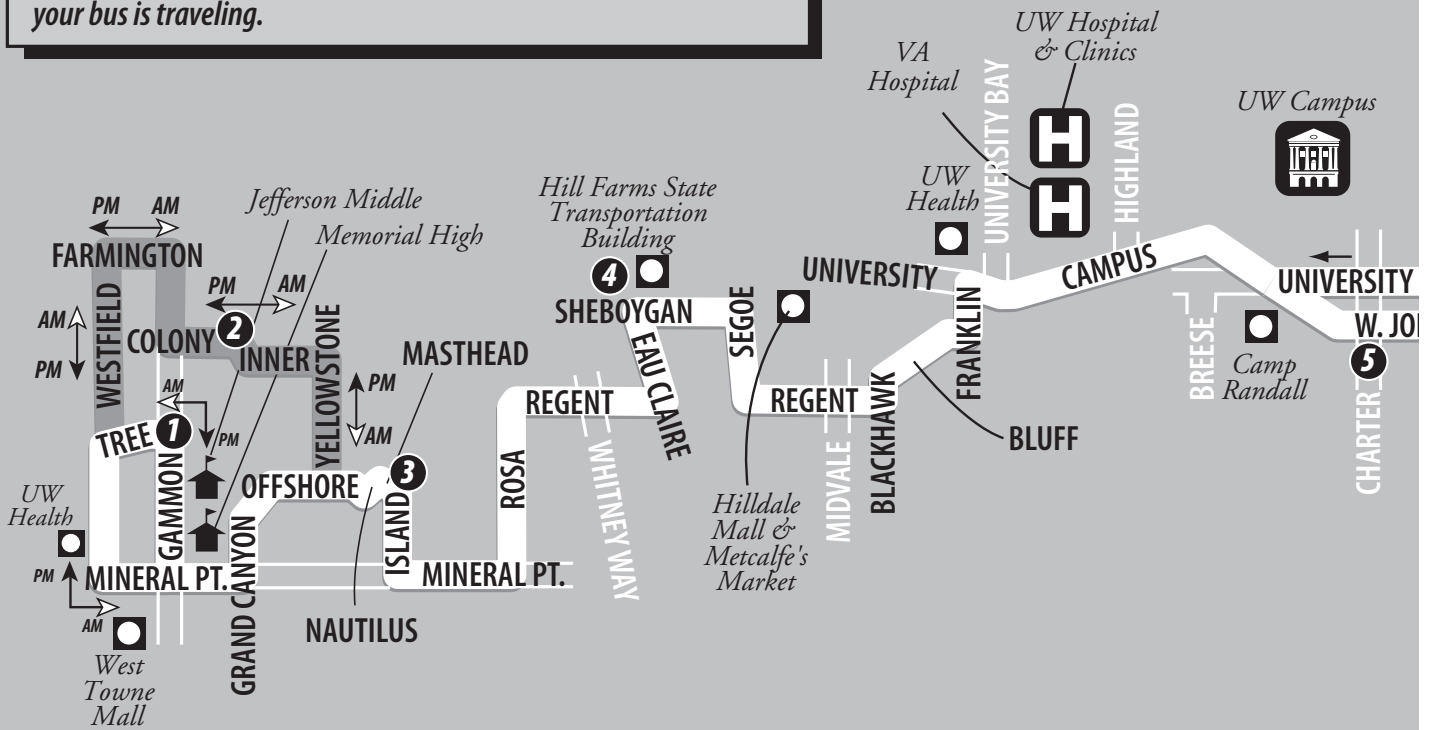 your bus is traveling.
UW Hospital
& Clinics
VA
Hospital
UNIVERSITY BAY
H
H
HIGHLAND
UW Campus
UW
Health
Hill Farms State
Transportation
Building
Jefferson Middle
Memorial High
PM AM
FARMINGTON
PM AM
WESTFIELD
AM
PM
COLONY
2
INNER
YELLOWSTONE
PM
AM
MASTHEAD
4
SHEBOYGAN
SEGOE
EAU CLAIRE
UNIVERSITY
FRANKLIN
CAMPUS
UNIVERSITY
W. JO
5
BREESE
Camp
Randall
CHARTER
AM
PM
TREE
1
GAMMON
OFFSHORE
3
ISLAND
REGENT
ROSA
WHITNEY WAY
REGENT
MIDVALE
BLACKHAWK
BLUFF
Hilldale
Mall &
Metcalfe's
Market
UW
Health
PM
AM
MINERAL PT.
GRAND CANYON
MINERAL PT.
NAUTILUS
West
Towne
Mall